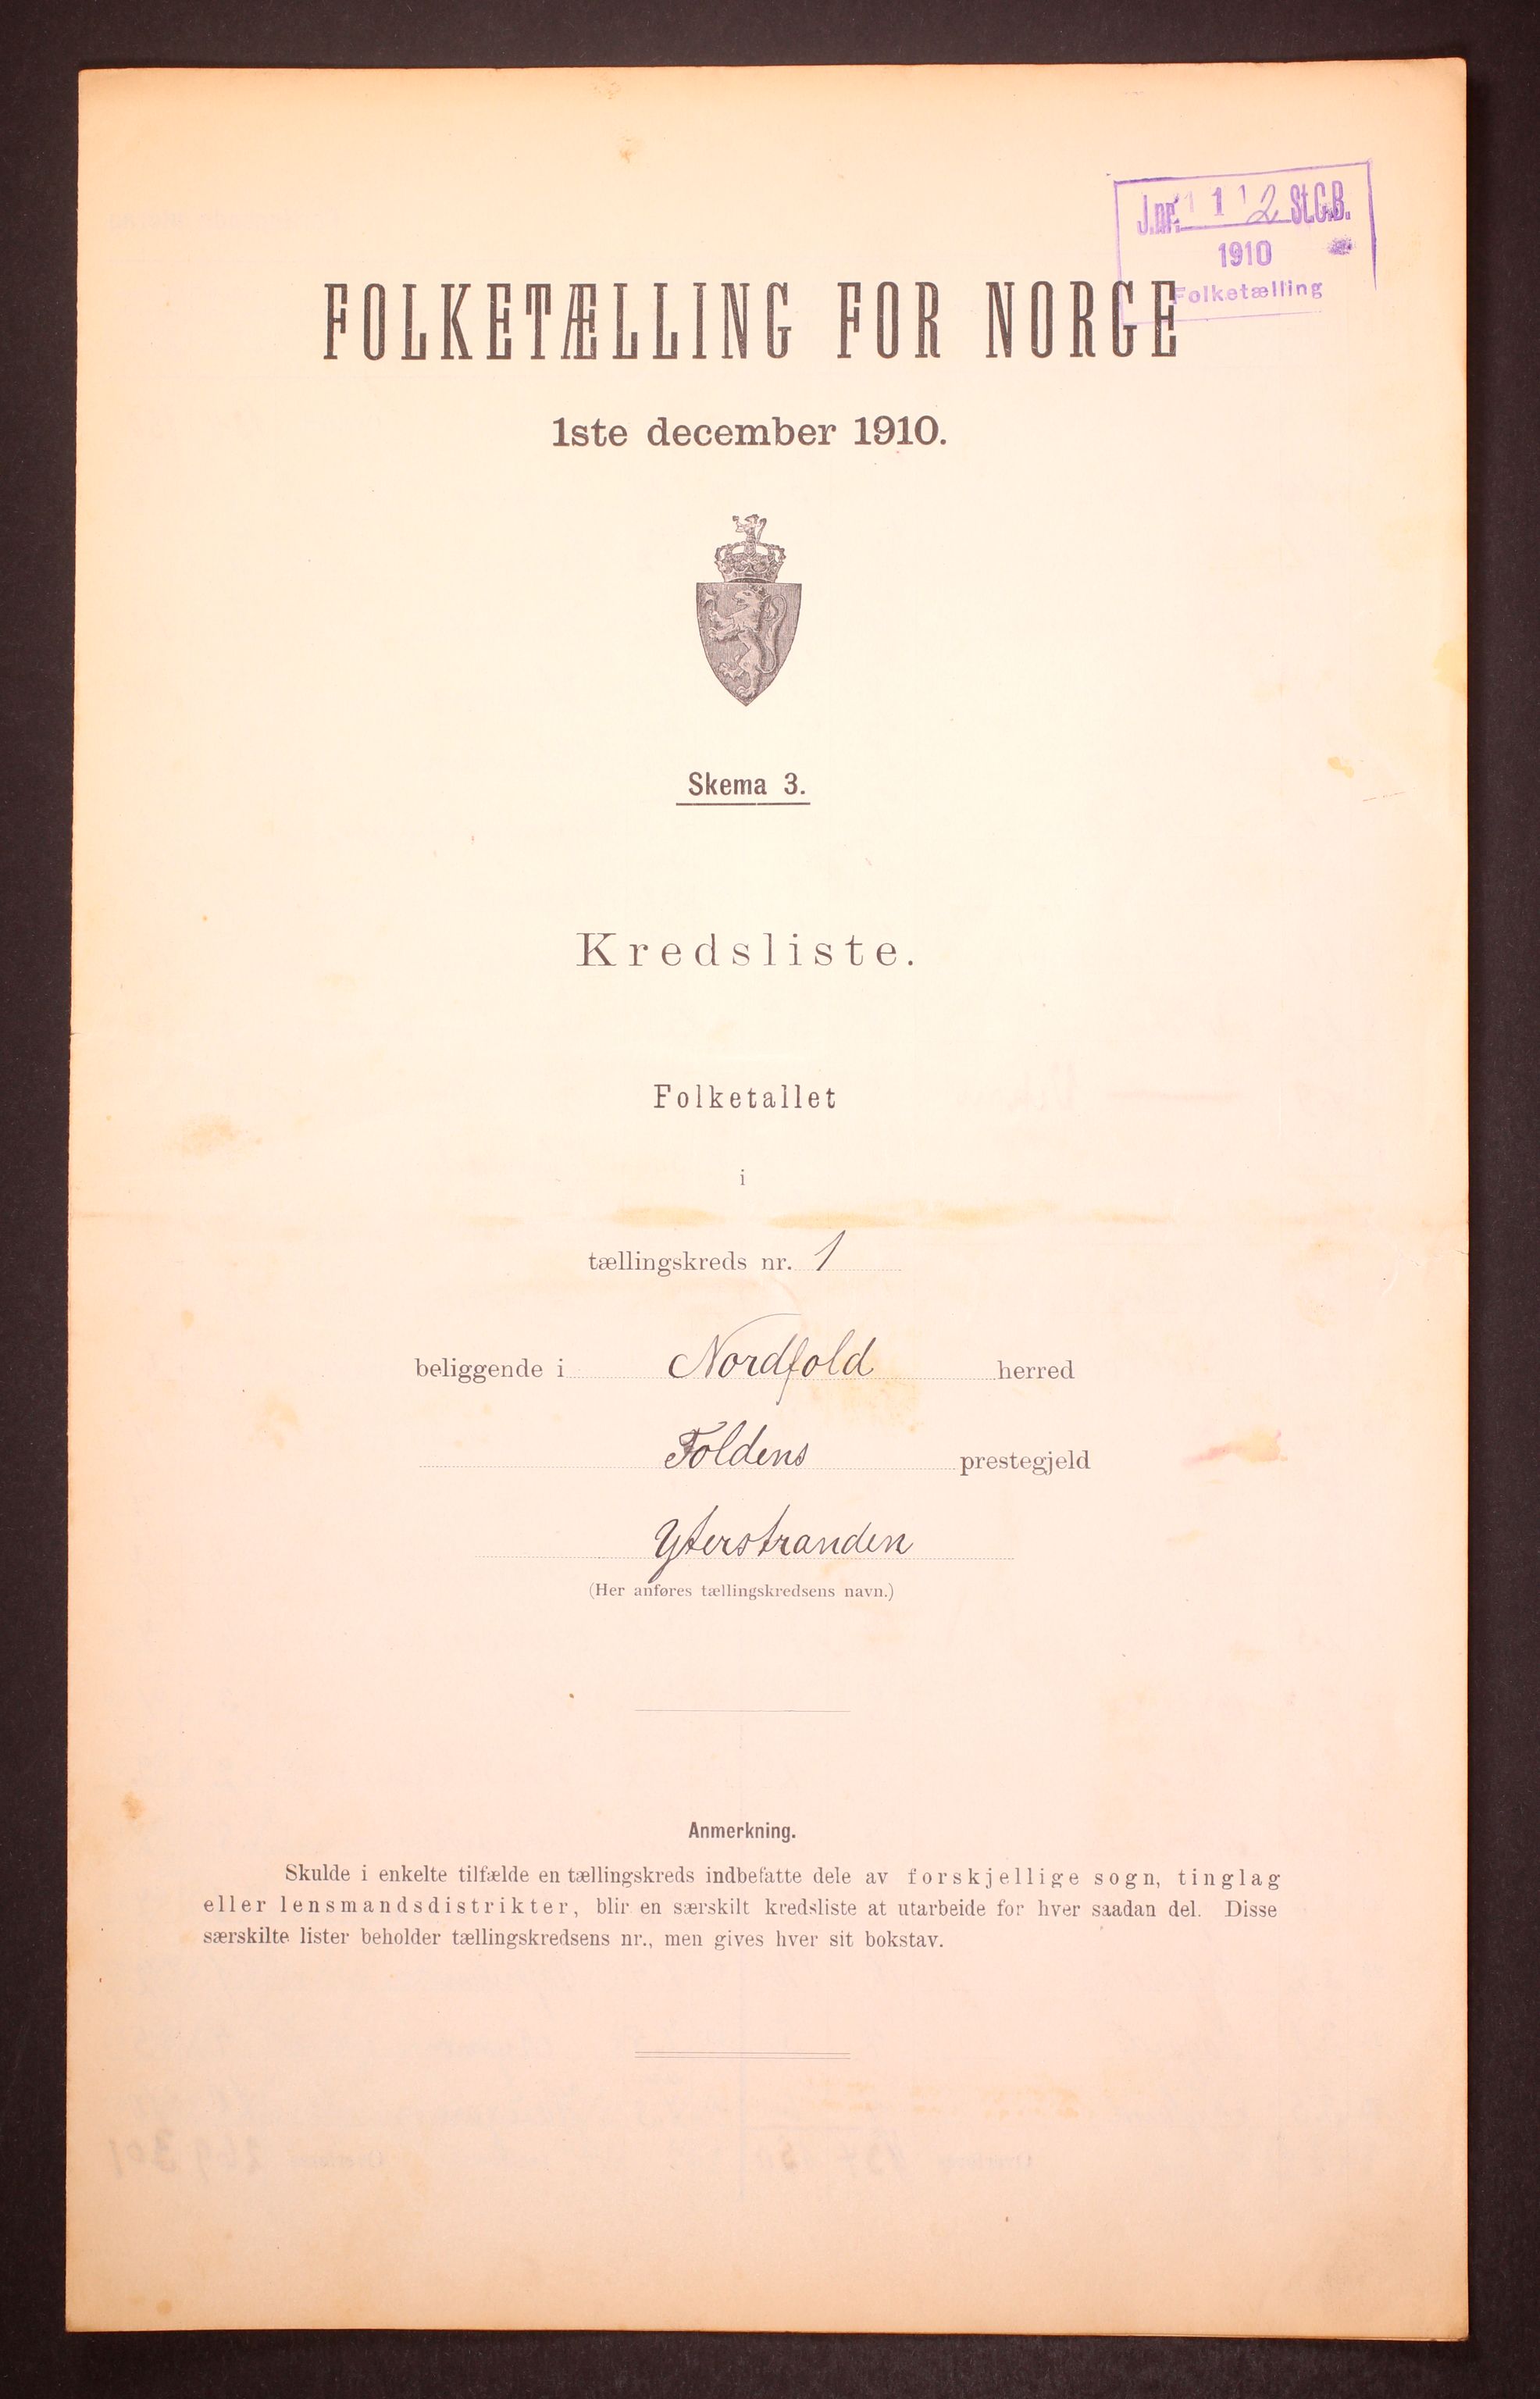 J.nr. 1 1 1 2 St.C.B.
1910
Folketælling
FOLKETÆLLING FOR NORGE
1ste december 1910.
Skema 3.
Kredsliste.
Folketallet
i
tællingskreds nr. 1
beliggende i Nordfold herred
Foldens prestegjeld
Yterstranden
(Her anføres tællingskredsens navn.)
Anmerkning.
Skulde i enkelte tilfælde en tællingskreds indbefatte dele av forskjellige sogn, tinglag
eller lensmandsdistrikter, blir en særskilt kredsliste at utarbeide for hver saadan del. Disse
særskilte lister beholder tællingskredsens nr., men gives hver sit bokstav.